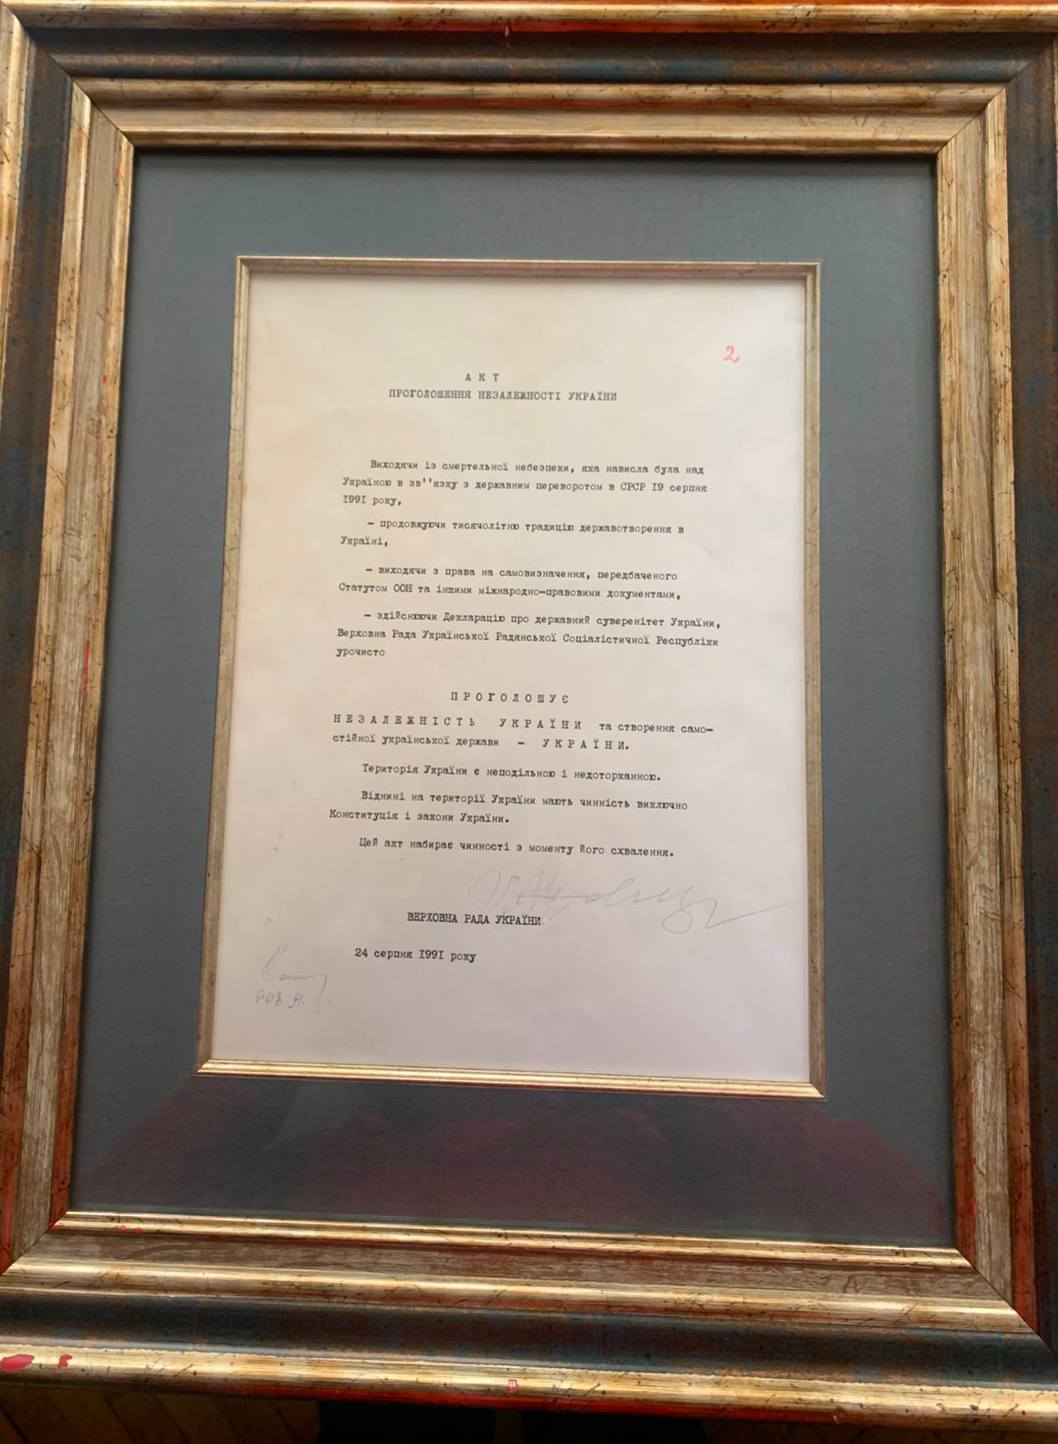 2
А К Т
ПРОГОЛОШЕННЯ НЕЗАЛЕЖНОСТІ УКРАЇНИ
Виходячи із смертельної небезпеки, яка нависла була над
Україною в зв''язку з державним переворотом в СРСР 19 серпня
1991 року,
– продовжуючи тисячолітню традицію державотворення в
Україні,
– виходячи з права на самовизначення, передбаченого
Статутом ООН та іншими міжнародно-правовими документами,
– здійснюючи Декларацію про державний суверенітет України,
Верховна Рада Української Радянської Соціалістичної Республіки
урочисто
П Р О Г О Л О Ш У Є
Н Е З А Л Е Ж Н І С Т Ь У К Р А Ї Н И та створення само-
стійної української держави – У К Р А Ї Н И.
Територія України є неподільною і недоторканною.
Віднині на території України мають чинність виключно
Конституція і закони України.
Цей акт набирає чинності з моменту його схвалення.
ВЕРХОВНА РАДА УКРАЇНИ
24 серпня 1991 року